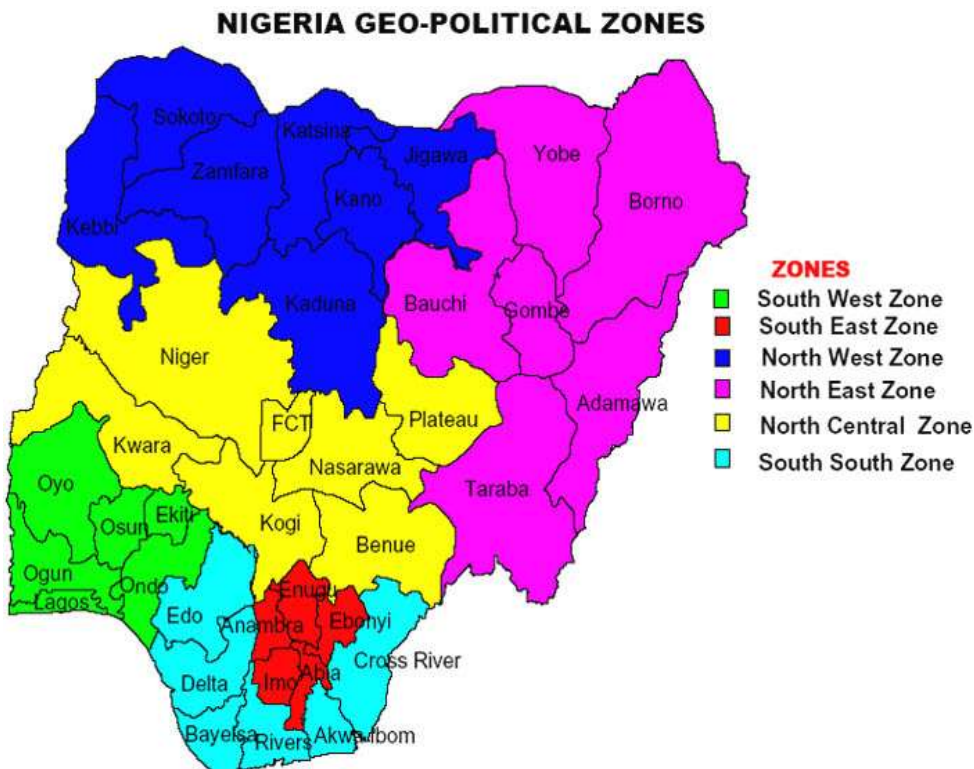 NIGERIA GEO-POLITICAL ZONES
Sokoto
Katsina
Jigawa
Yobe
Zamfara
Kano
Borno
Kebbi
Kaduna
Bauchi
Gombe
Niger
FCT
Plateau
Adamawa
Kwara
Nasarawa
Taraba
Oyo
Osun
Ekiti
Kogi
Benue
Ogun
Lagos
Ondo
Edo
Enugu
Anambra
Ebonyi
Cross River
Delta
Imo
Abia
Bayelsa
Rivers
Akwa Ibom
ZONES
South West Zone
South East Zone
North West Zone
North East Zone
North Central Zone
South South Zone